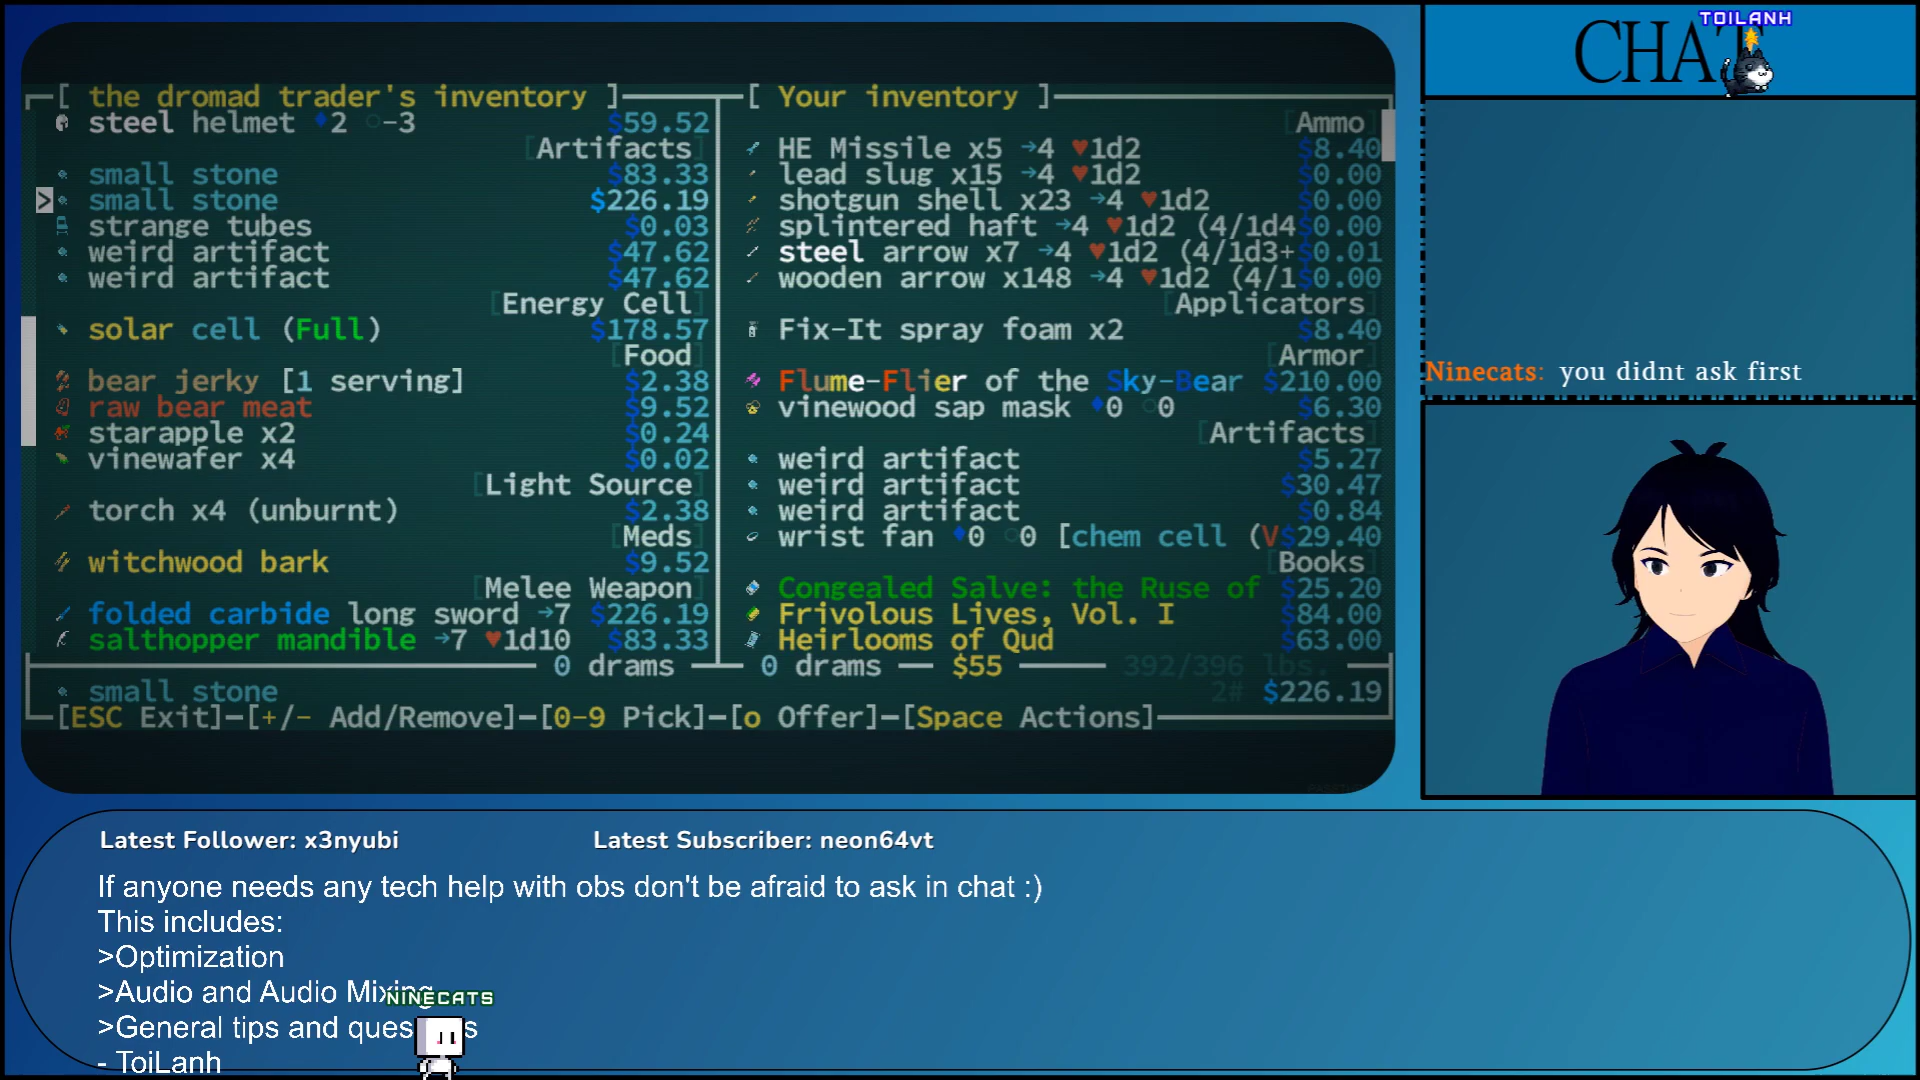 CHAT
TOILANH
[ the dromad trader's inventory ]
steel helmet ♦2 ○-3 $59.52
[Artifacts]
small stone $83.33
> small stone $226.19
strange tubes $0.03
weird artifact $47.62
weird artifact $47.62
[Energy Cell]
solar cell (Full) $178.57
[Food]
bear jerky [1 serving] $2.38
raw bear meat $9.52
starapple x2 $0.24
vinewafer x4 $0.02
[Light Source]
torch x4 (unburnt) $2.38
[Meds]
witchwood bark $9.52
[Melee Weapon]
folded carbide long sword →7 $226.19
salthopper mandible →7 ♥1d10 $83.33
0 drams
[ Your inventory ]
[Ammo]
HE Missile x5 →4 ♥1d2 $8.40
lead slug x15 →4 ♥1d2 $0.00
shotgun shell x23 →4 ♥1d2 $0.00
splintered haft →4 ♥1d2 (4/1d4 $0.00
steel arrow x7 →4 ♥1d2 (4/1d3+ $0.01
wooden arrow x148 →4 ♥1d2 (4/1 $0.00
[Applicators]
Fix-It spray foam x2 $8.40
[Armor]
Flume-Flier of the Sky-Bear $210.00
vinewood sap mask ♦0 ○0 $6.30
[Artifacts]
weird artifact $5.27
weird artifact $30.47
weird artifact $0.84
wrist fan ♦0 ○0 [chem cell (V $29.40
[Books]
Congealed Salve: the Ruse of $25.20
Frivolous Lives, Vol. I $84.00
Heirlooms of Qud $63.00
0 drams — $55 — 392/396 lbs.
small stone 2# $226.19
[ESC Exit]-[+/- Add/Remove]-[0-9 Pick]-[o Offer]-[Space Actions]
Ninecats: you didnt ask first
Latest Follower: x3nyubi Latest Subscriber: neon64vt
If anyone needs any tech help with obs don't be afraid to ask in chat :)
This includes:
>Optimization
>Audio and Audio Mixing
NINECATS
>General tips and ques s
- ToiLanh